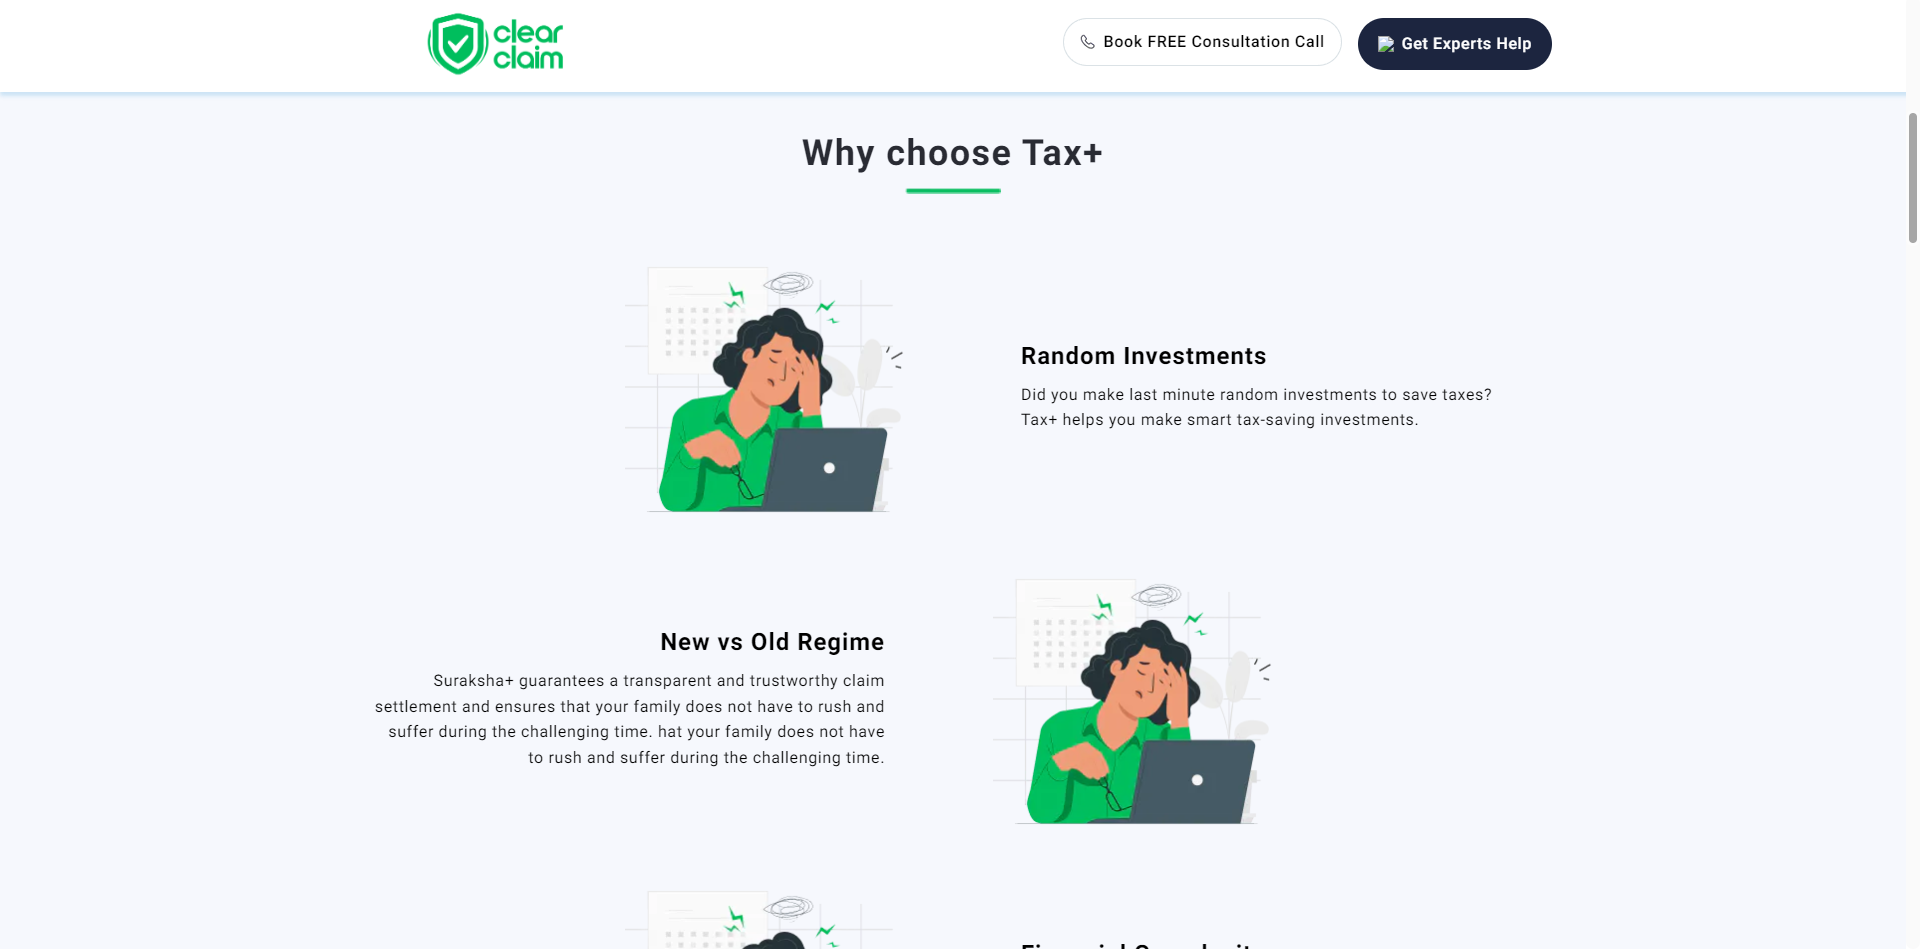 clear
claim
Book FREE Consultation Call
Get Experts Help
Why choose Tax+
Random Investments
Did you make last minute random investments to save taxes?
Tax+ helps you make smart tax-saving investments.
New vs Old Regime
Suraksha+ guarantees a transparent and trustworthy claim
settlement and ensures that your family does not have to rush and
suffer during the challenging time. hat your family does not have
to rush and suffer during the challenging time.